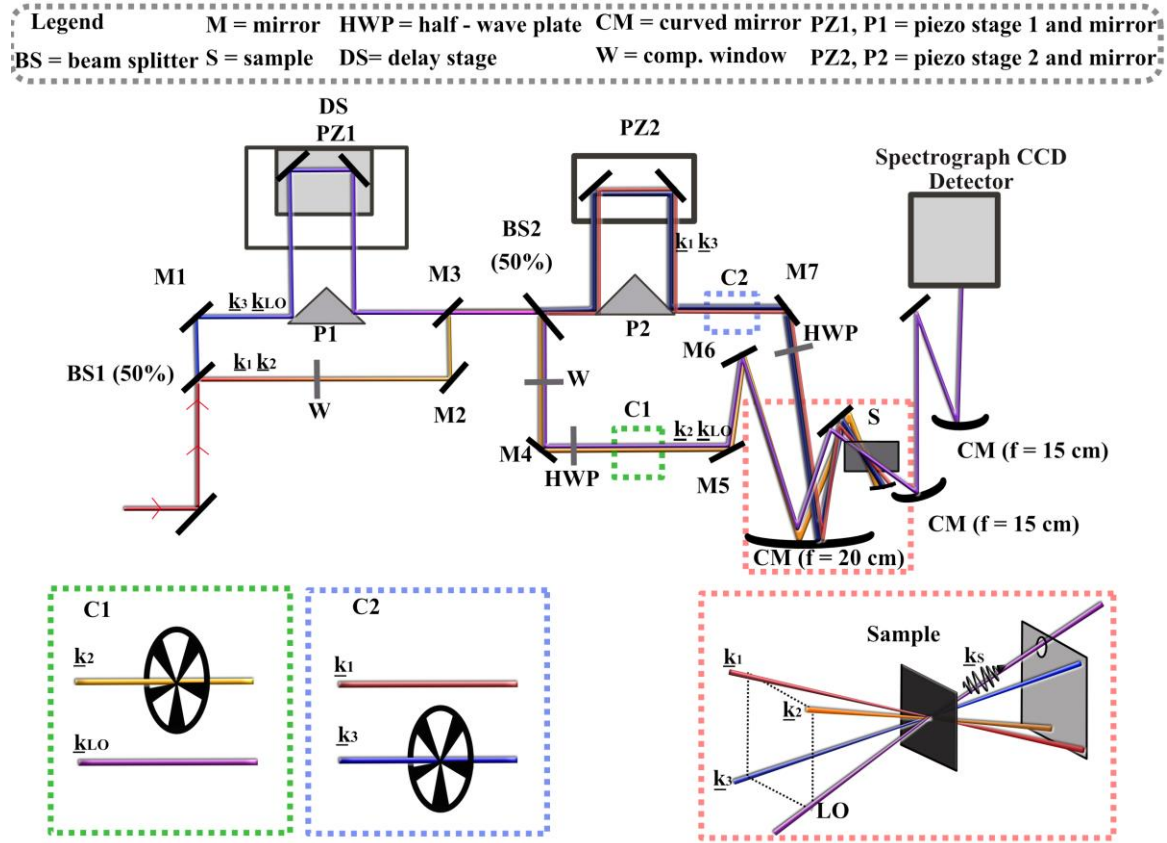 Legend
M = mirror HWP = half - wave plate CM = curved mirror PZ1, P1 = piezo stage 1 and mirror
BS = beam splitter S = sample DS= delay stage W = comp. window PZ2, P2 = piezo stage 2 and mirror
DS
PZ1
PZ2
Spectrograph CCD
Detector
BS2
(50%)
k1 k3
M1
M3
C2
M7
k3 kLO
P1
P2
HWP
M6
BS1 (50%)
k1 k2
W
M2
W
C1
S
k2 kLO
M4
HWP
M5
CM (f = 15 cm)
CM (f = 15 cm)
CM (f = 20 cm)
C1
k2
kLO
C2
k1
k3
Sample
k1
kS
k2
k3
LO